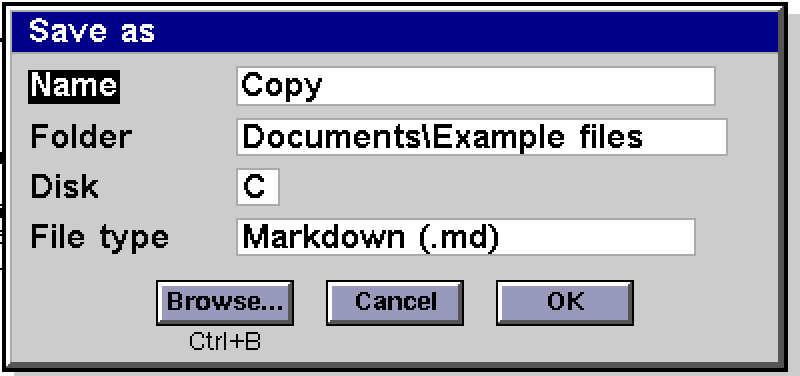 Save as
Name Copy
Folder Documents\Example files
Disk C
File type Markdown (.md)
Browse... Cancel OK
Ctrl+B